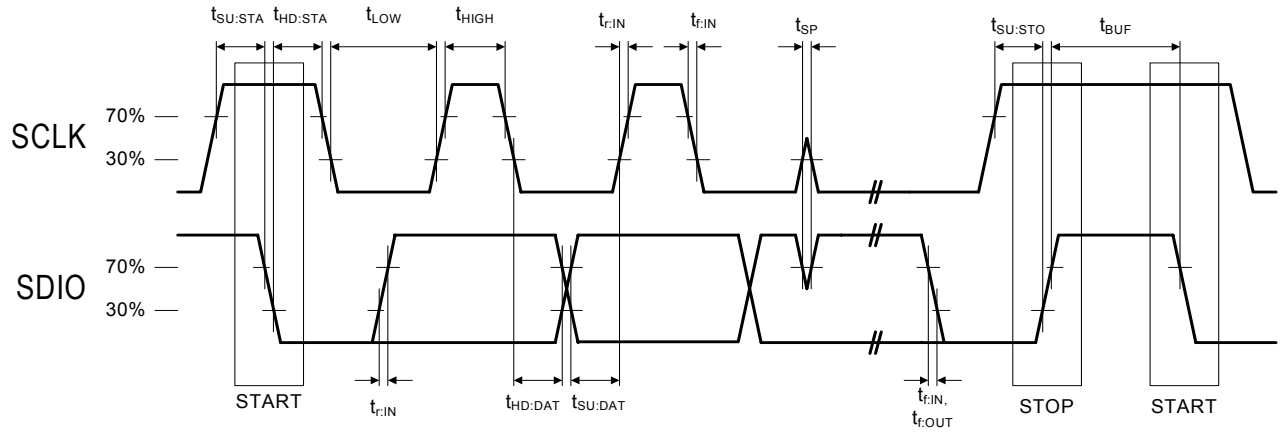 tSU:STA tHD:STA tLOW tHIGH tr:IN tf:IN tSP tSU:STO tBUF
SCLK
70%
30%
SDIO
70%
30%
START tr:IN tHD:DAT tSU:DAT tf:IN, STOP START
tf:OUT